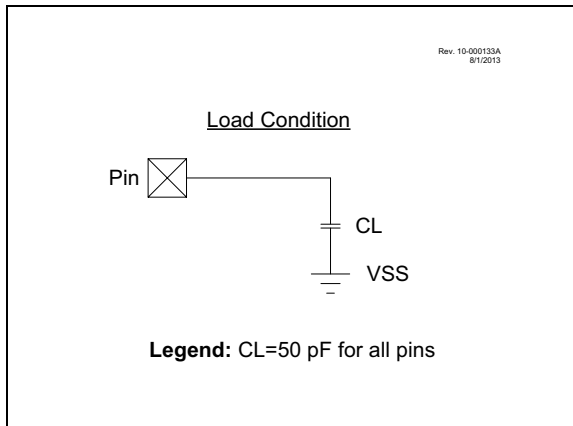 Rev. 10-000133A
8/1/2013
Load Condition
Pin
CL
VSS
Legend: CL=50 pF for all pins